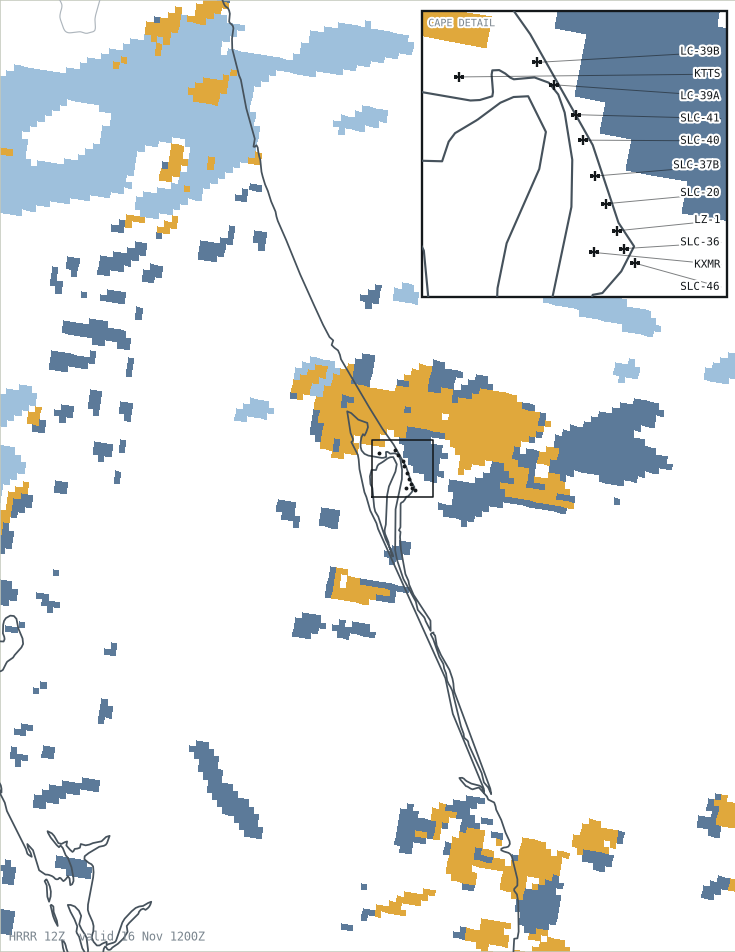 CAPE DETAIL
LC-39B
KTTS
LC-39A
SLC-41
SLC-40
SLC-37B
SLC-20
LZ-1
SLC-36
KXMR
SLC-46
HRRR 12Z  valid 16 Nov 1200Z